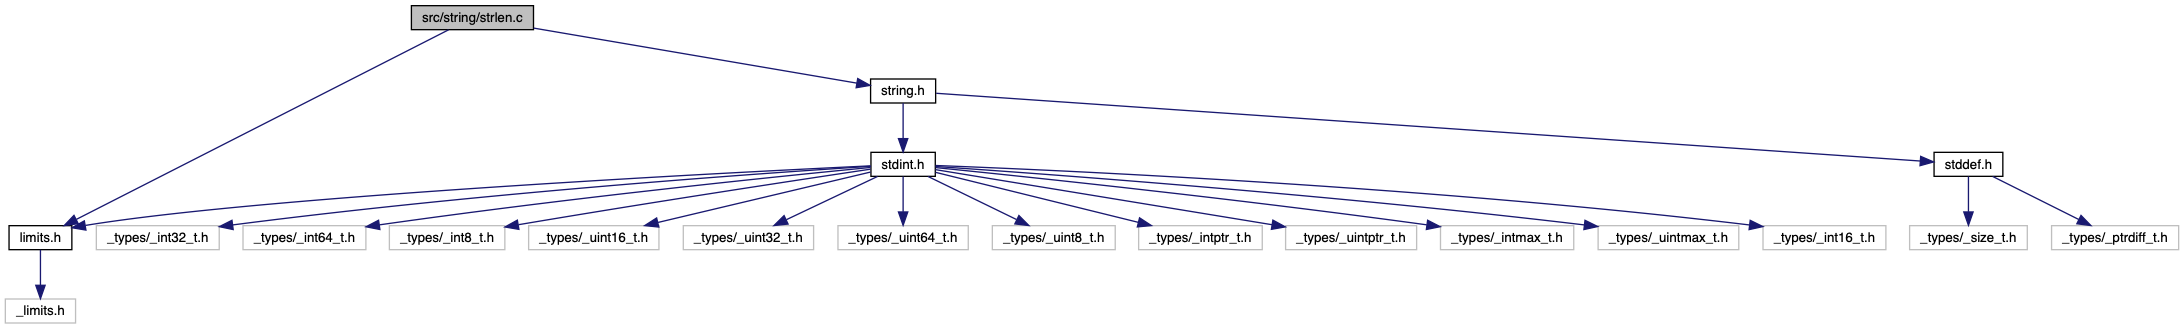 src/string/strlen.c
string.h
stdint.h
stddef.h
limits.h
_types/_int32_t.h
_types/_int64_t.h
_types/_int8_t.h
_types/_uint16_t.h
_types/_uint32_t.h
_types/_uint64_t.h
_types/_uint8_t.h
_types/_intptr_t.h
_types/_uintptr_t.h
_types/_intmax_t.h
_types/_uintmax_t.h
_types/_int16_t.h
_types/_size_t.h
_types/_ptrdiff_t.h
_limits.h